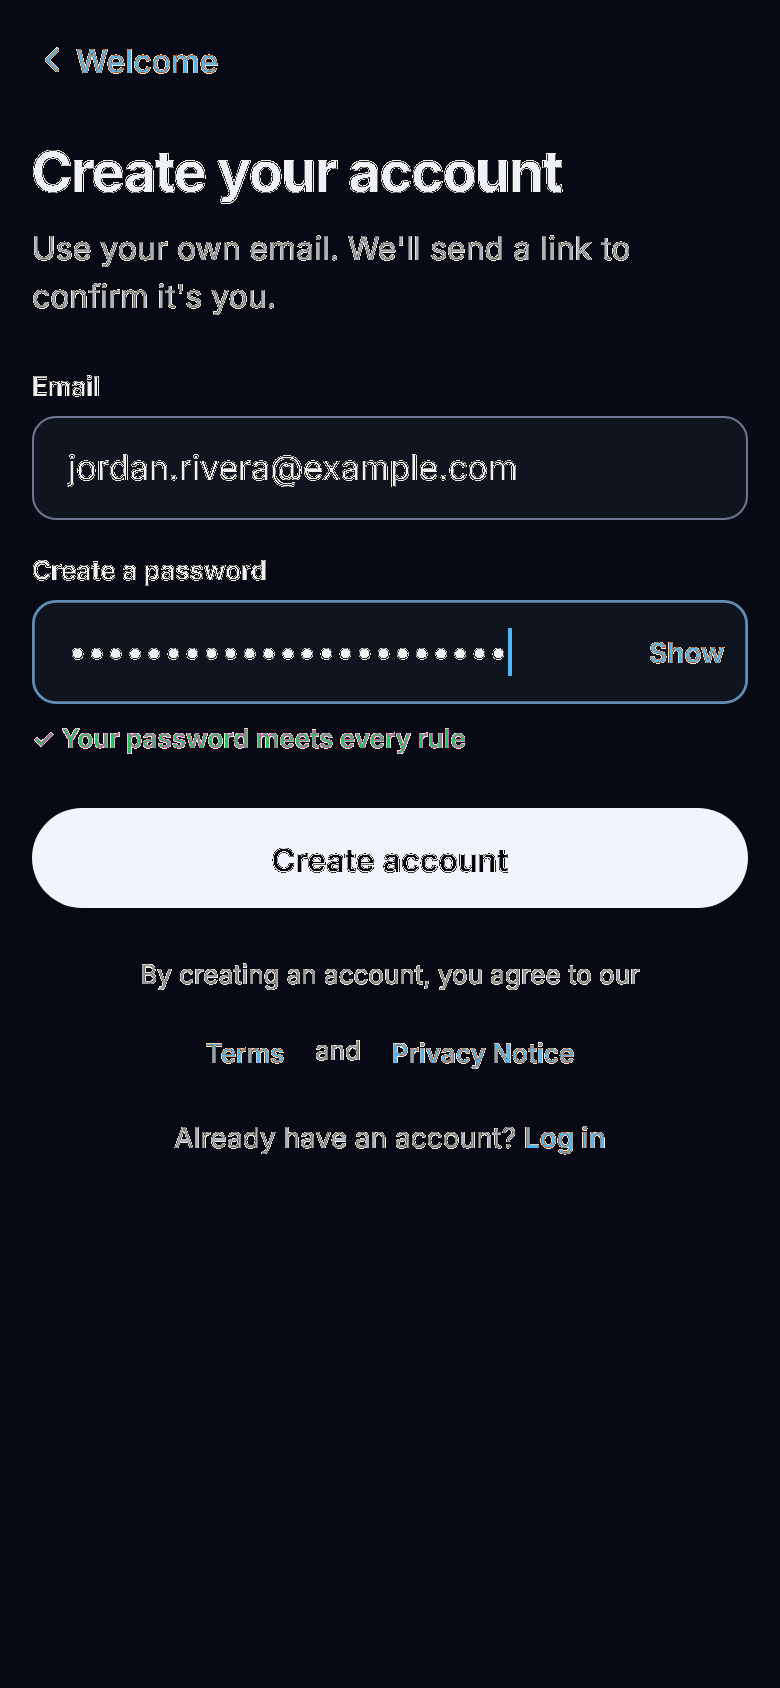 Welcome
Create your account
Use your own email. We'll send a link to
confirm it's you.
Email
jordan.rivera@example.com
Create a password
•••••••••••••••••••••••
Show
Your password meets every rule
Create account
By creating an account, you agree to our
Terms and Privacy Notice
Already have an account? Log in